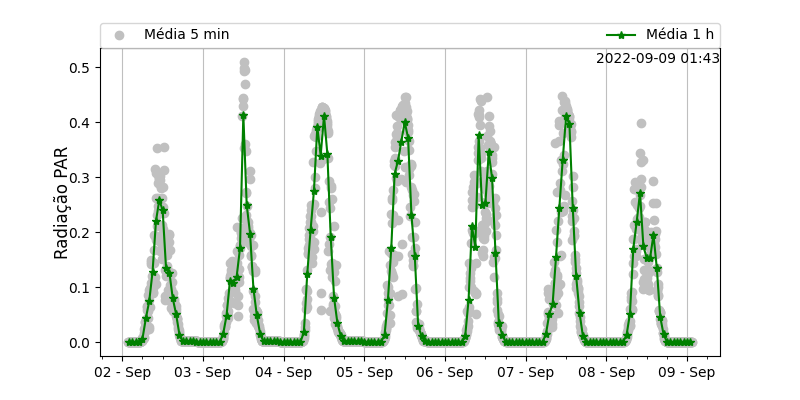 Média 5 min
Média 1 h
2022-09-09 01:43
Radiação PAR
0.5
0.4
0.3
0.2
0.1
0.0
02 - Sep
03 - Sep
04 - Sep
05 - Sep
06 - Sep
07 - Sep
08 - Sep
09 - Sep